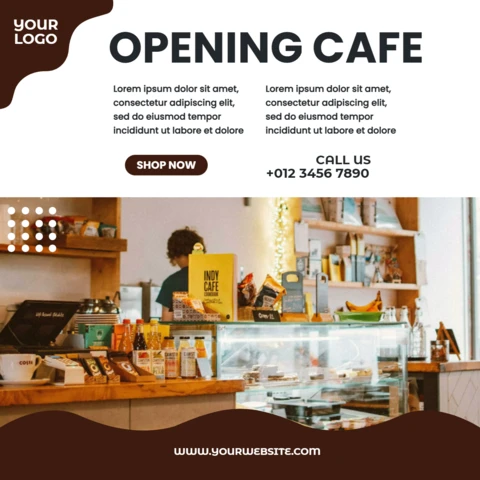 YOUR
LOGO
OPENING CAFE
Lorem ipsum dolor sit amet,
consectetur adipiscing elit,
sed do eiusmod tempor
incididunt ut labore et dolore
Lorem ipsum dolor sit amet,
consectetur adipiscing elit,
sed do eiusmod tempor
incididunt ut labore et dolore
SHOP NOW
CALL US
+012 3456 7890
INDY
CAFE
COSTA
WWW.YOURWEBSITE.COM